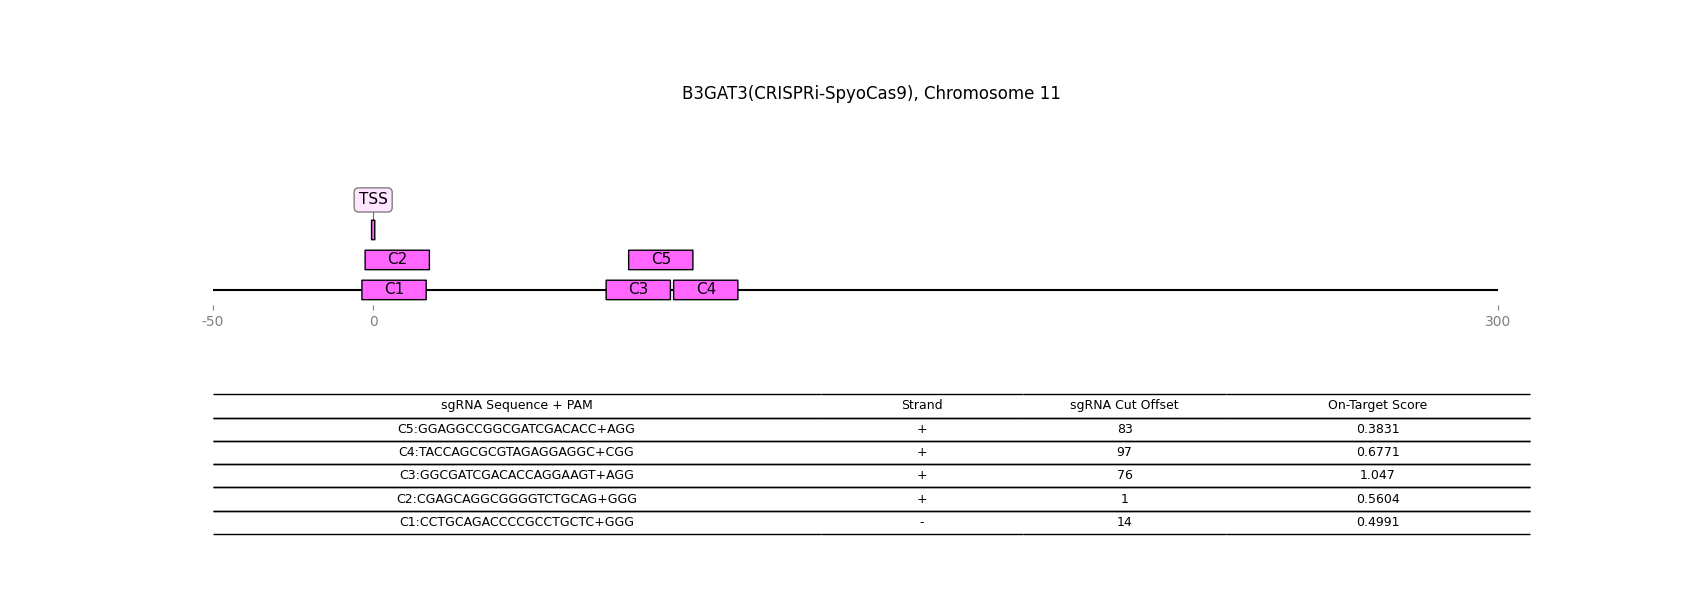 B3GAT3(CRISPRi-SpyoCas9), Chromosome 11
TSS
C2 C5
C1 C3 C4
-50 0 300
sgRNA Sequence + PAM Strand sgRNA Cut Offset On-Target Score
C5:GGAGGCCGGCGATCGACACC+AGG + 83 0.3831
C4:TACCAGCGCGTAGAGGAGGC+CGG + 97 0.6771
C3:GGCGATCGACACCAGGAAGT+AGG + 76 1.047
C2:CGAGCAGGCGGGGTCTGCAG+GGG + 1 0.5604
C1:CCTGCAGACCCCGCCTGCTC+GGG - 14 0.4991